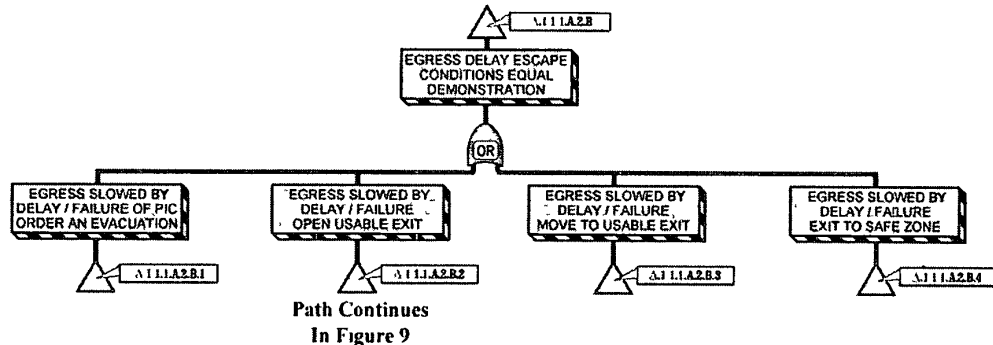 A.1 1 1.A.2.B
EGRESS DELAY ESCAPE
CONDITIONS EQUAL
DEMONSTRATION
OR
EGRESS SLOWED BY
DELAY / FAILURE OF PIC
ORDER AN EVACUATION
EGRESS SLOWED BY
DELAY / FAILURE
OPEN USABLE EXIT
EGRESS SLOWED BY
DELAY / FAILURE
MOVE TO USABLE EXIT
EGRESS SLOWED BY
DELAY / FAILURE
EXIT TO SAFE ZONE
A.1 1.1.A.2.B.1
A.1 1.1.A.2.B.2
A.1 1.1.A.2.B.3
A.1 1 1.A.2.B.4
Path Continues
In Figure 9